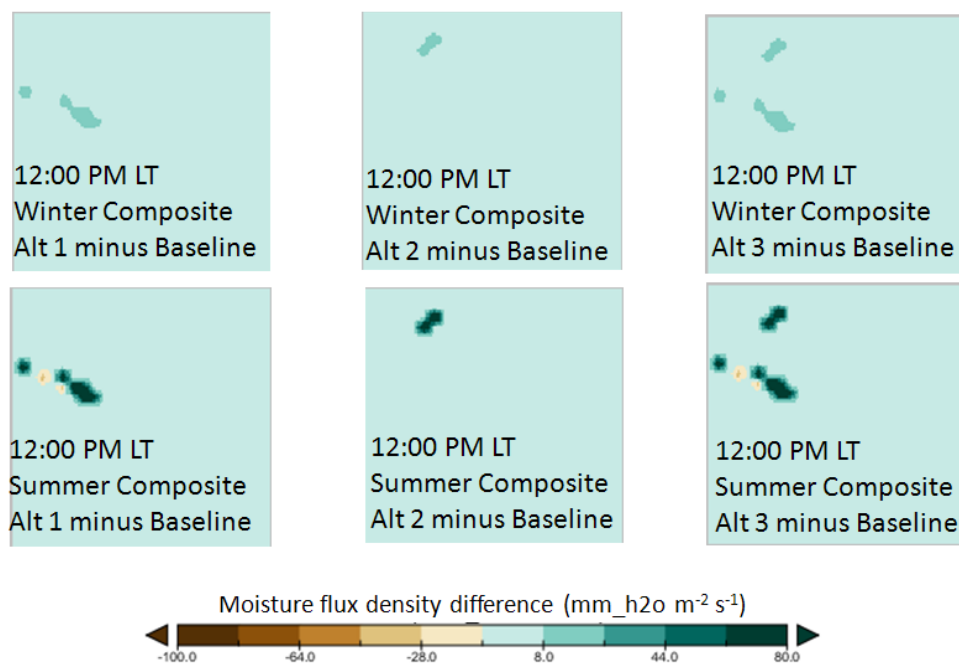 12:00 PM LT
Winter Composite
Alt 1 minus Baseline
12:00 PM LT
Winter Composite
Alt 2 minus Baseline
12:00 PM LT
Winter Composite
Alt 3 minus Baseline
12:00 PM LT
Summer Composite
Alt 1 minus Baseline
12:00 PM LT
Summer Composite
Alt 2 minus Baseline
12:00 PM LT
Summer Composite
Alt 3 minus Baseline
Moisture flux density difference (mm_h2o m⁻² s⁻¹)
-100.0 -64.0 -28.0 8.0 44.0 80.0